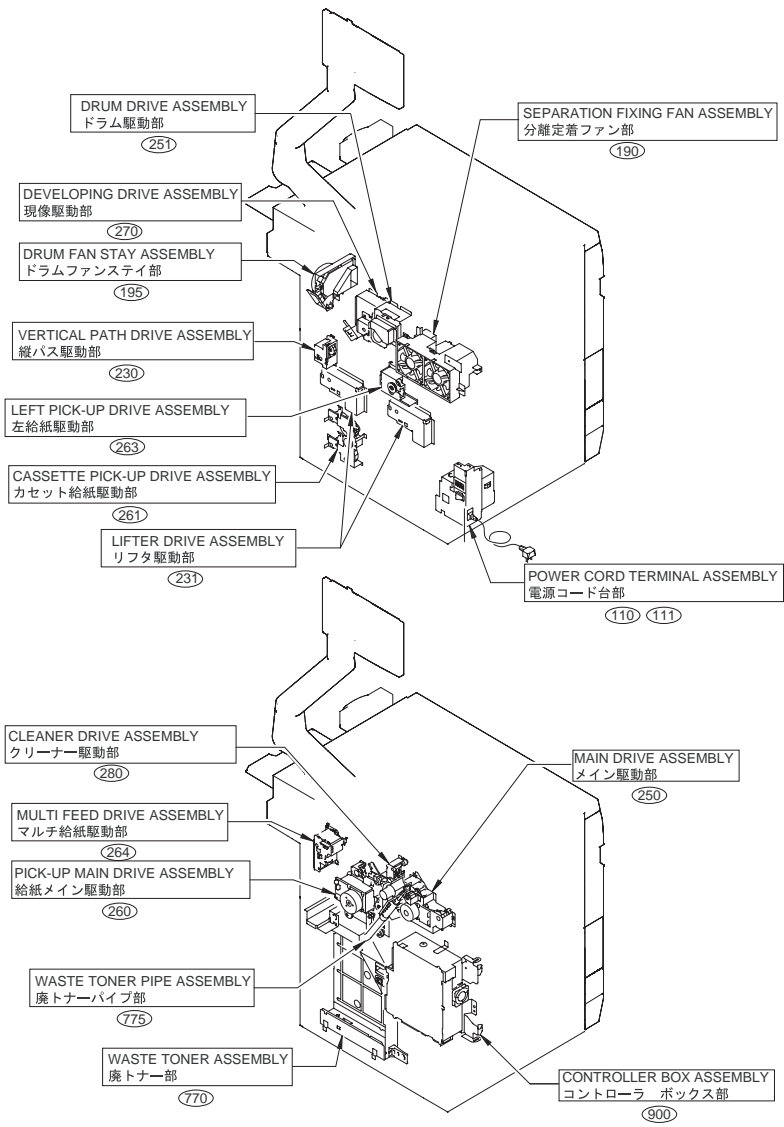 DRUM DRIVE ASSEMBLY
ドラム駆動部
251
SEPARATION FIXING FAN ASSEMBLY
分離定着ファン部
190
DEVELOPING DRIVE ASSEMBLY
現像駆動部
270
DRUM FAN STAY ASSEMBLY
ドラムファンステイ部
195
VERTICAL PATH DRIVE ASSEMBLY
縦パス駆動部
230
LEFT PICK-UP DRIVE ASSEMBLY
左給紙駆動部
263
CASSETTE PICK-UP DRIVE ASSEMBLY
カセット給紙駆動部
261
LIFTER DRIVE ASSEMBLY
リフタ駆動部
231
POWER CORD TERMINAL ASSEMBLY
電源コード台部
110 111
CLEANER DRIVE ASSEMBLY
クリーナー駆動部
280
MAIN DRIVE ASSEMBLY
メイン駆動部
250
MULTI FEED DRIVE ASSEMBLY
マルチ給紙駆動部
264
PICK-UP MAIN DRIVE ASSEMBLY
給紙メイン駆動部
260
WASTE TONER PIPE ASSEMBLY
廃トナーパイプ部
775
WASTE TONER ASSEMBLY
廃トナー部
770
CONTROLLER BOX ASSEMBLY
コントローラ　ボックス部
900